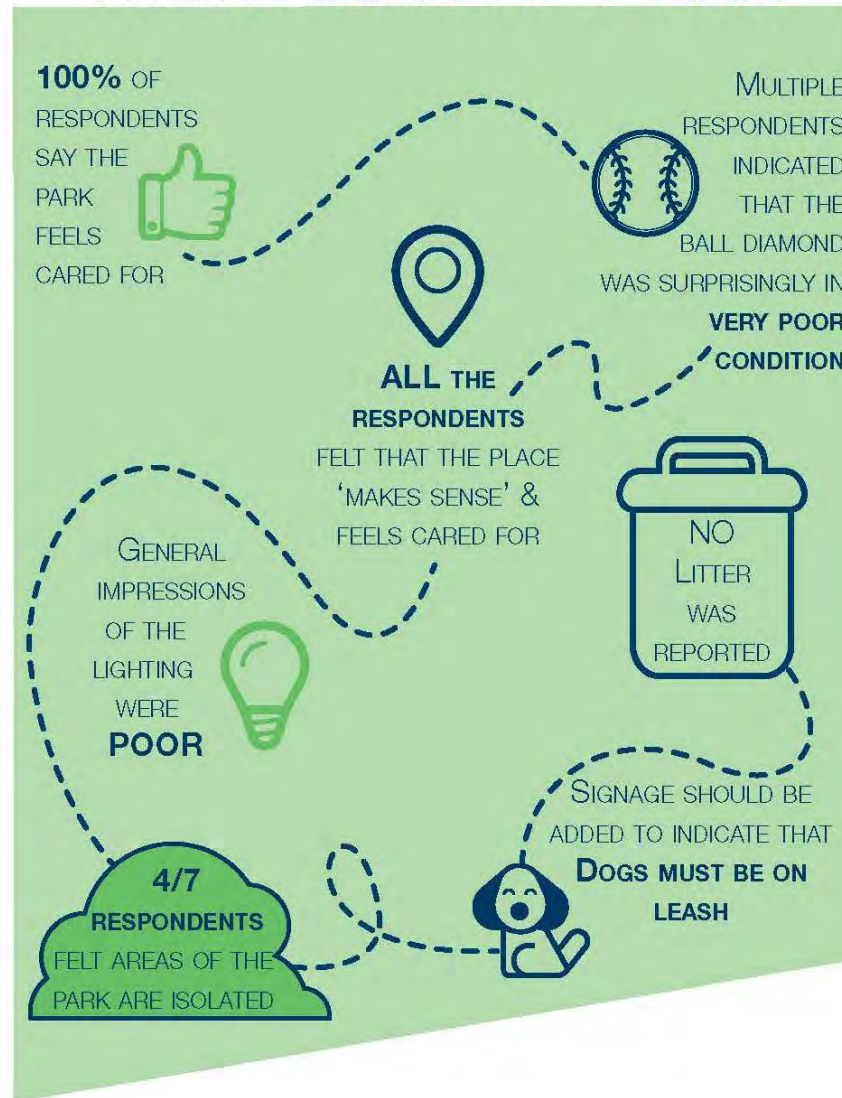 100% OF
RESPONDENTS
SAY THE
PARK
FEELS
CARED FOR
MULTIPLE
RESPONDENTS
INDICATED
THAT THE
BALL DIAMOND
WAS SURPRISINGLY IN
VERY POOR
CONDITION
ALL THE
RESPONDENTS
FELT THAT THE PLACE
‘MAKES SENSE’ &
FEELS CARED FOR
NO
LITTER
WAS
REPORTED
GENERAL
IMPRESSIONS
OF THE
LIGHTING
WERE
POOR
SIGNAGE SHOULD BE
ADDED TO INDICATE THAT
DOGS MUST BE ON
LEASH
4/7
RESPONDENTS
FELT AREAS OF THE
PARK ARE ISOLATED